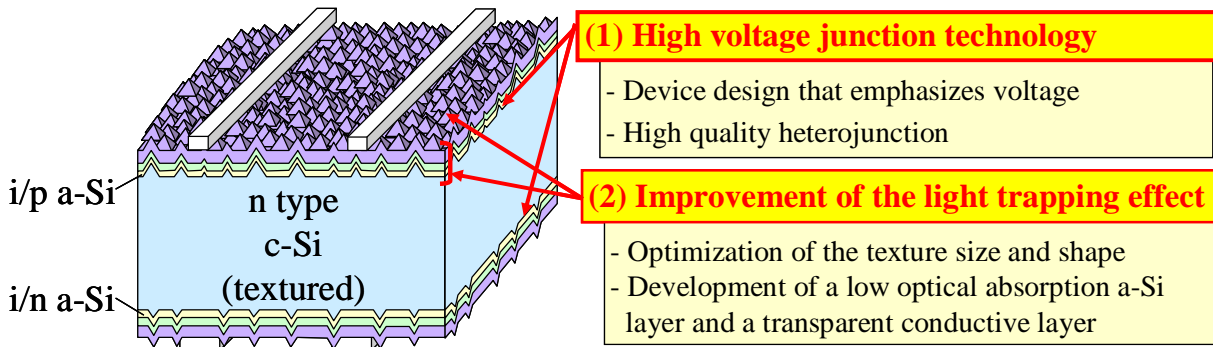 (1) High voltage junction technology
- Device design that emphasizes voltage
- High quality heterojunction
i/p a-Si
n type
c-Si
(textured)
i/n a-Si
(2) Improvement of the light trapping effect
- Optimization of the texture size and shape
- Development of a low optical absorption a-Si
layer and a transparent conductive layer